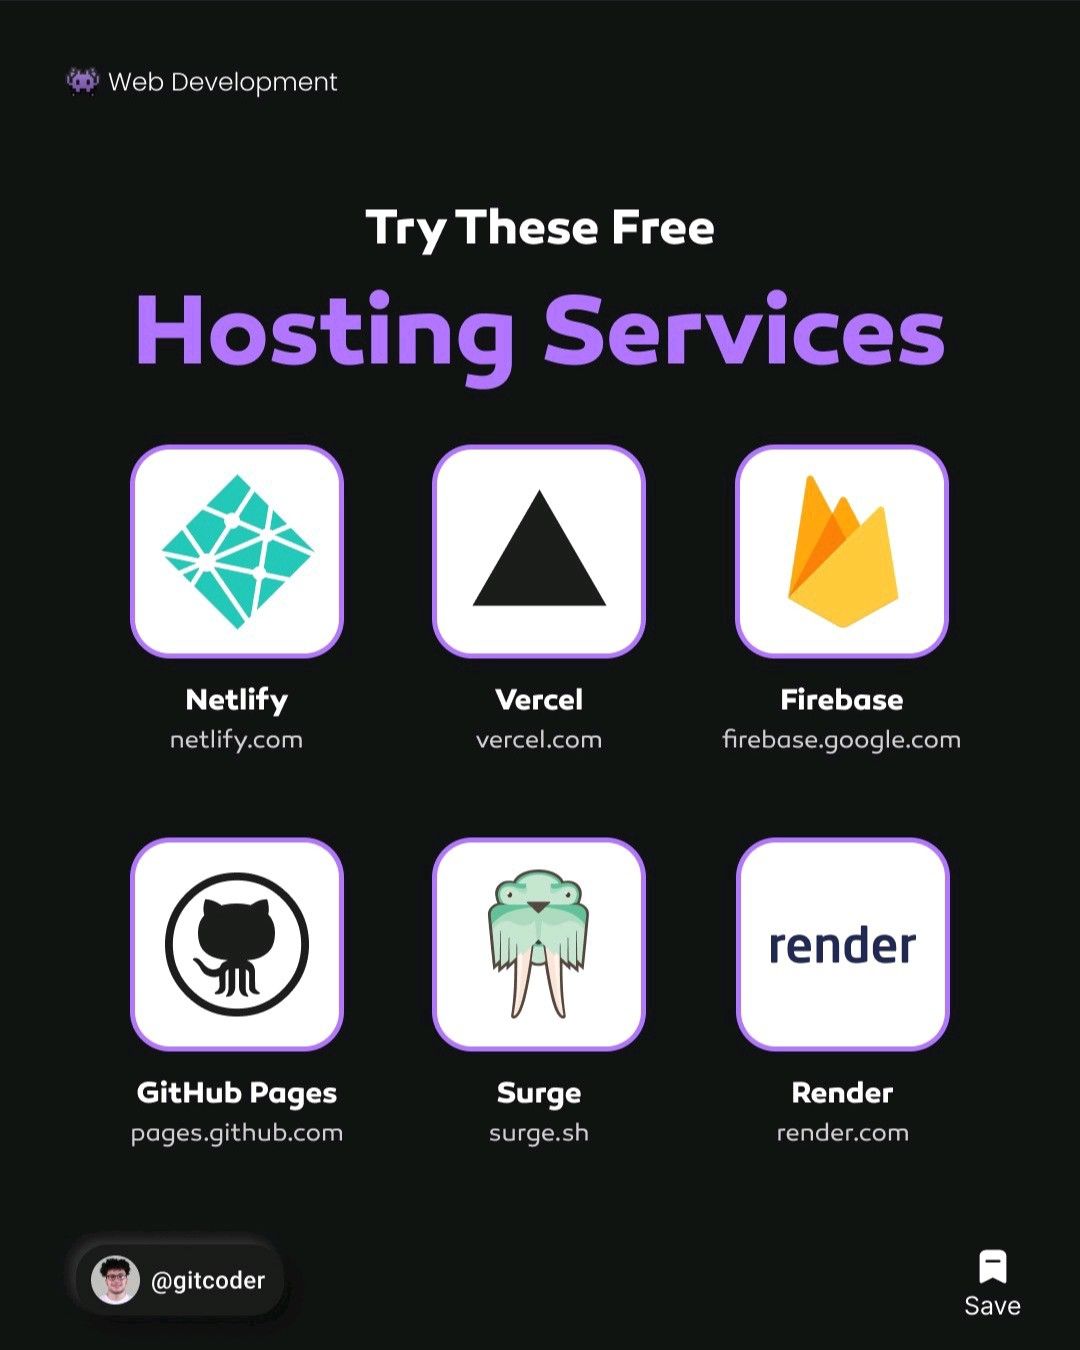 Web Development
Try These Free
Hosting Services
Netlify
netlify.com
Vercel
vercel.com
Firebase
firebase.google.com
render
GitHub Pages
pages.github.com
Surge
surge.sh
Render
render.com
@gitcoder
Save